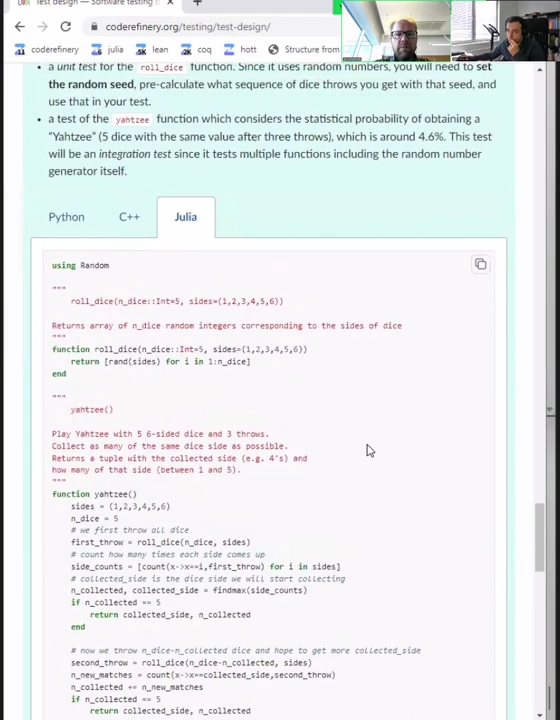 Test design — Software testing
coderefinery.org/testing/test-design/
coderefinery
julia
lean
coq
hott
Structure from
a unit test for the roll_dice function. Since it uses random numbers, you will need to set
the random seed, pre-calculate what sequence of dice throws you get with that seed, and
use that in your test.
a test of the yahtzee function which considers the statistical probability of obtaining a
“Yahtzee” (5 dice with the same value after three throws), which is around 4.6%. This test
will be an integration test since it tests multiple functions including the random number
generator itself.
Python
C++
Julia
using Random
"""
roll_dice(n_dice::Int=5, sides=(1,2,3,4,5,6))
Returns array of n_dice random integers corresponding to the sides of dice
"""
function roll_dice(n_dice::Int=5, sides=(1,2,3,4,5,6))
return [rand(sides) for i in 1:n_dice]
end
"""
yahtzee()
Play Yahtzee with 5 6-sided dice and 3 throws.
Collect as many of the same dice side as possible.
Returns a tuple with the collected side (e.g. 4's) and
how many of that side (between 1 and 5).
"""
function yahtzee()
sides = (1,2,3,4,5,6)
n_dice = 5
# we first throw all dice
first_throw = roll_dice(n_dice, sides)
# count how many times each side comes up
side_counts = [count(x->x==i,first_throw) for i in sides]
# collected_side is the dice side we will start collecting
n_collected, collected_side = findmax(side_counts)
if n_collected == 5
return collected_side, n_collected
end
# now we throw n_dice-n_collected dice and hope to get more collected_side
second_throw = roll_dice(n_dice-n_collected, sides)
n_new_matches = count(x->x==collected_side,second_throw)
n_collected += n_new_matches
if n_collected == 5
return collected_side, n_collected